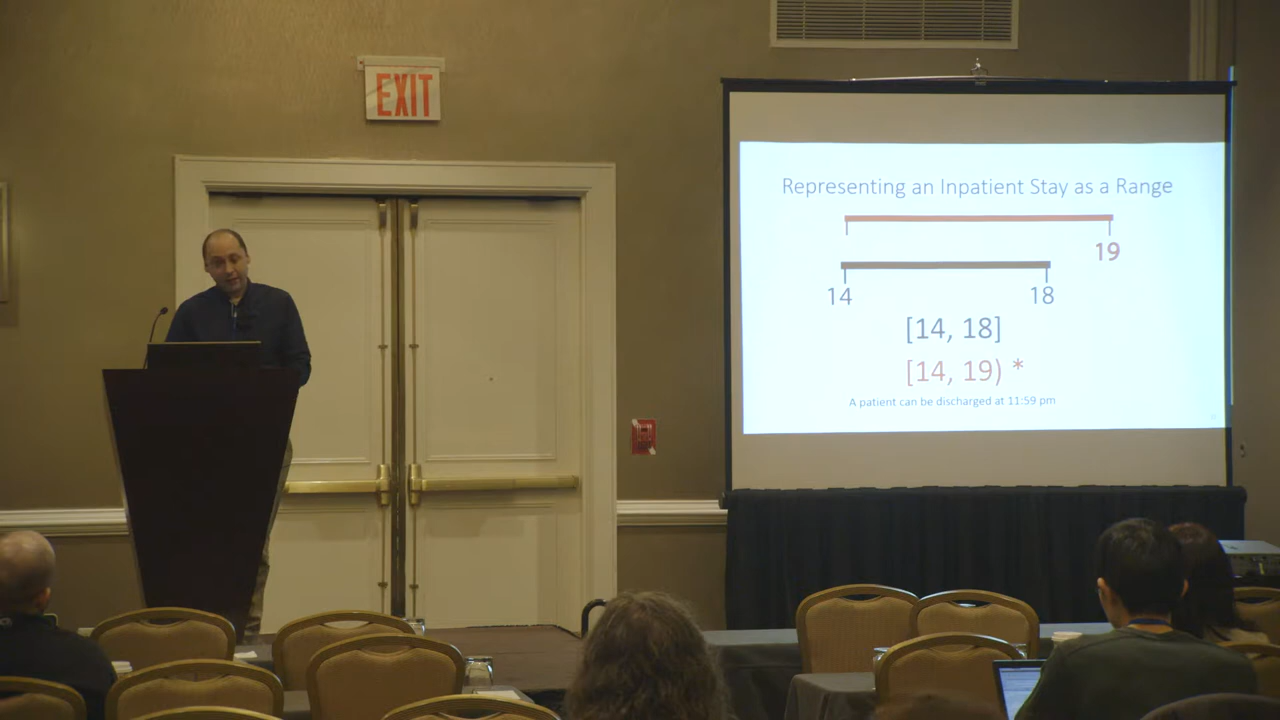 EXIT
Representing an Inpatient Stay as a Range
19
14 18
[14, 18]
[14, 19) *
A patient can be discharged at 11:59 pm